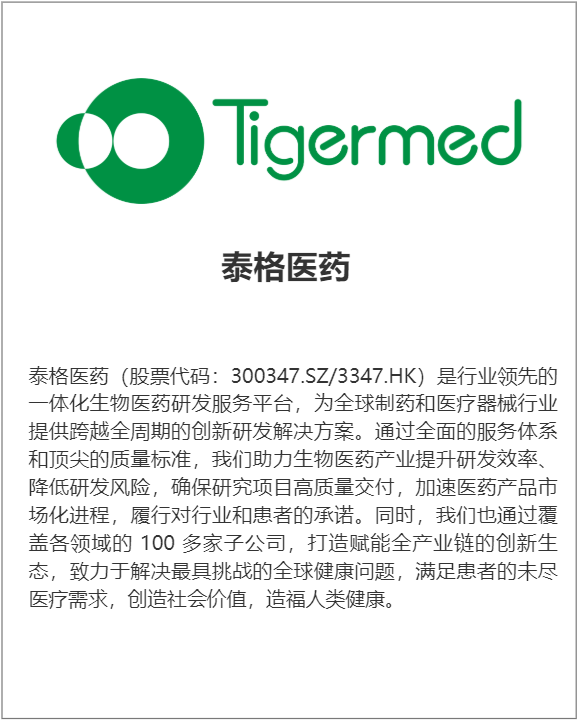 Tigermed
泰格医药
泰格医药（股票代码：300347.SZ/3347.HK）是行业领先的
一体化生物医药研发服务平台，为全球制药和医疗器械行业
提供跨越全周期的创新研发解决方案。通过全面的服务体系
和顶尖的质量标准，我们助力生物医药产业提升研发效率、
降低研发风险，确保研究项目高质量交付，加速医药产品市
场化进程，履行对行业和患者的承诺。同时，我们也通过覆
盖各领域的 100 多家子公司，打造赋能全产业链的创新生
态，致力于解决最具挑战的全球健康问题，满足患者的未尽
医疗需求，创造社会价值，造福人类健康。